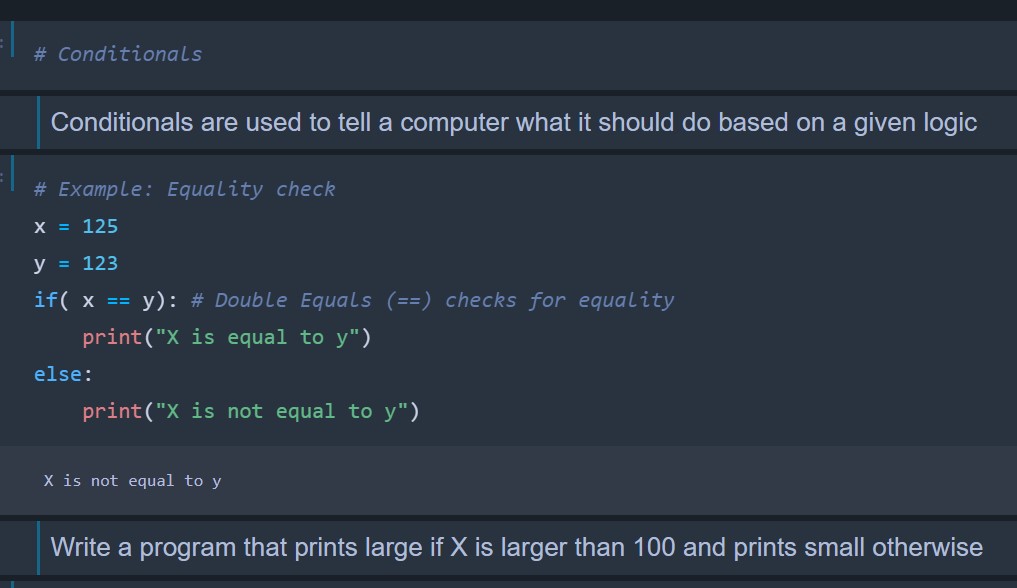 # Conditionals
Conditionals are used to tell a computer what it should do based on a given logic
# Example: Equality check
x = 125
y = 123
if( x == y): # Double Equals (==) checks for equality
    print("X is equal to y")
else:
    print("X is not equal to y")
X is not equal to y
Write a program that prints large if X is larger than 100 and prints small otherwise